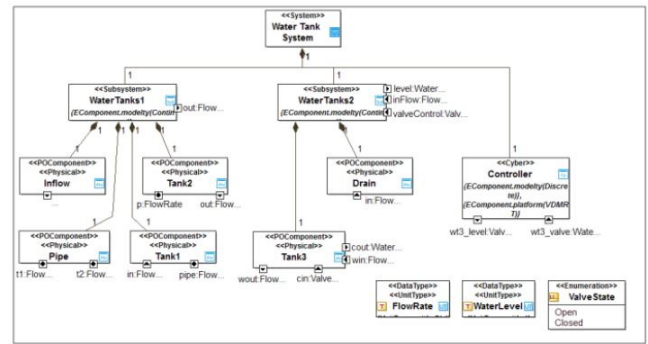 <<System>>
Water Tank
System
1
1
1
1
<<Subsystem>>
WaterTanks1
{EComponent.modelty(Contin
out:Flow...
<<Subsystem>>
WaterTanks2
{EComponent.modelty(Contin
level:Water...
inFlow:Flow...
valveControl:Valv...
1
1
1
1
1
1
<<POComponent>>
<<Physical>>
Inflow
...
<<POComponent>>
<<Physical>>
Tank2
p:FlowRate
out:Flow...
<<POComponent>>
<<Physical>>
Drain
in:Flow...
<<Cyber>>
Controller
{EComponent.modelty(Discre
te)},
{EComponent.platform(VDMR
T)}
wt3_level:Valv...
wt3_valve:Wate...
1
1
1
<<POComponent>>
<<Physical>>
Pipe
t1:Flow...
t2:Flow...
<<POComponent>>
<<Physical>>
Tank1
in:Flow...
pipe:Flow...
<<POComponent>>
<<Physical>>
Tank3
cout:Water...
win:Flow...
wout:Flow...
cin:Valve...
<<DataType>>
<<UnitType>>
FlowRate
<<DataType>>
<<UnitType>>
WaterLevel
<<Enumeration>>
ValveState
Open
Closed